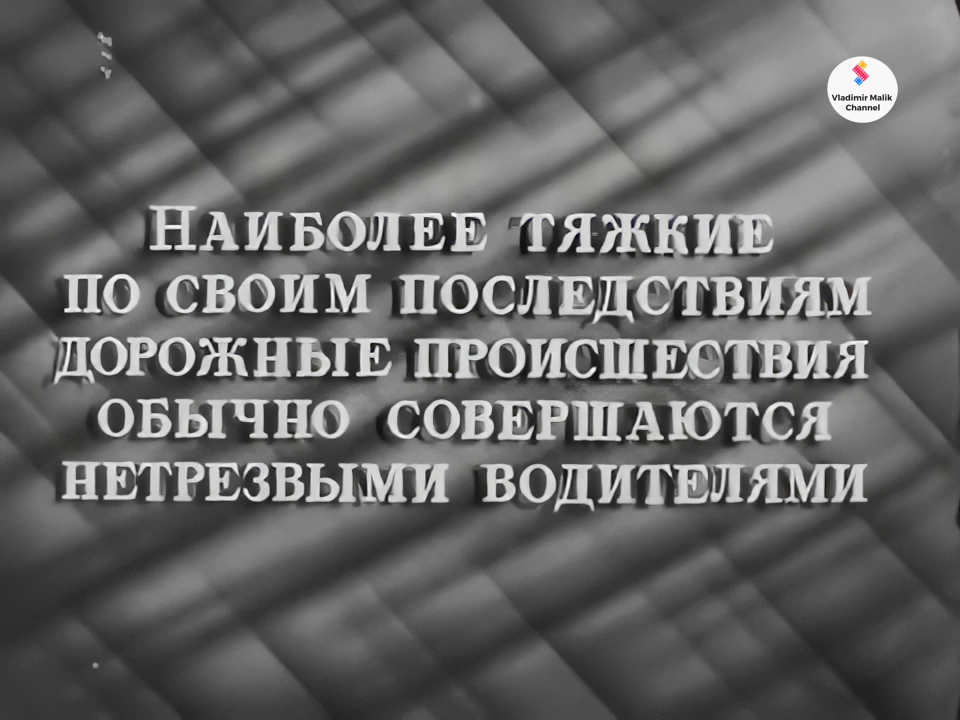 Vladimir Malik
Channel
НАИБОЛЕЕ ТЯЖКИЕ
ПО СВОИМ ПОСЛЕДСТВИЯМ
ДОРОЖНЫЕ ПРОИСШЕСТВИЯ
ОБЫЧНО СОВЕРШАЮТСЯ
НЕТРЕЗВЫМИ ВОДИТЕЛЯМИ